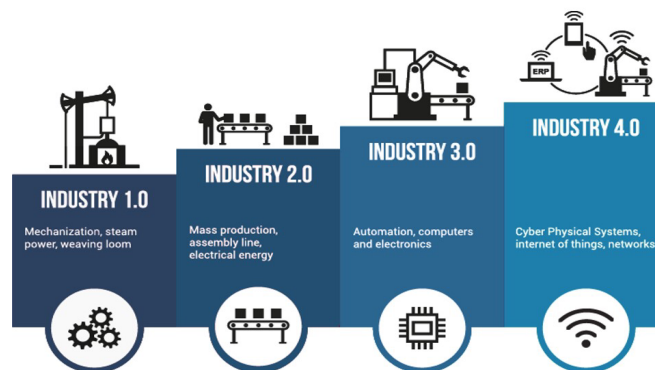 ERP
INDUSTRY 1.0
Mechanization, steam
power, weaving loom
INDUSTRY 2.0
Mass production,
assembly line,
electrical energy
INDUSTRY 3.0
Automation, computers
and electronics
INDUSTRY 4.0
Cyber Physical Systems,
internet of things, networks